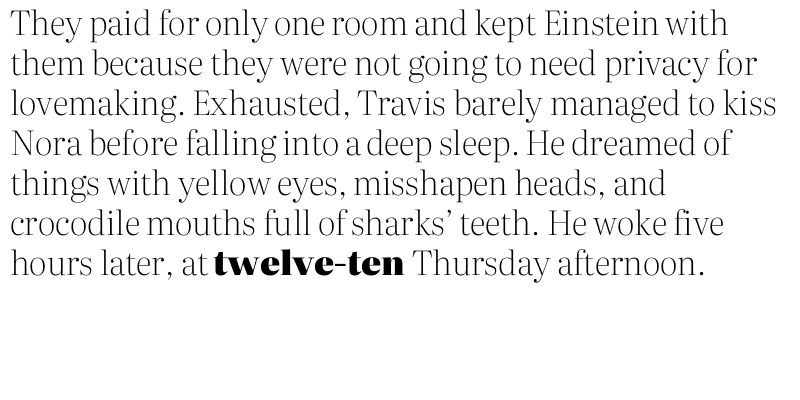 They paid for only one room and kept Einstein with
them because they were not going to need privacy for
lovemaking. Exhausted, Travis barely managed to kiss
Nora before falling into a deep sleep. He dreamed of
things with yellow eyes, misshapen heads, and
crocodile mouths full of sharks’ teeth. He woke five
hours later, at twelve-ten Thursday afternoon.